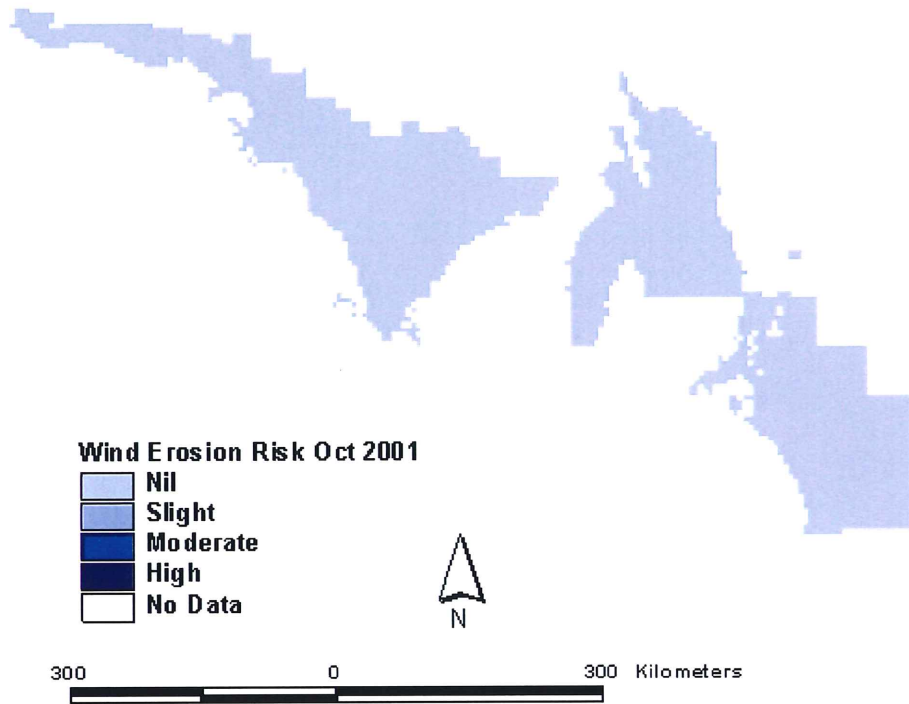 Wind Erosion Risk Oct 2001
Nil
Slight
Moderate
High
No Data
N
300 0 300 Kilometers